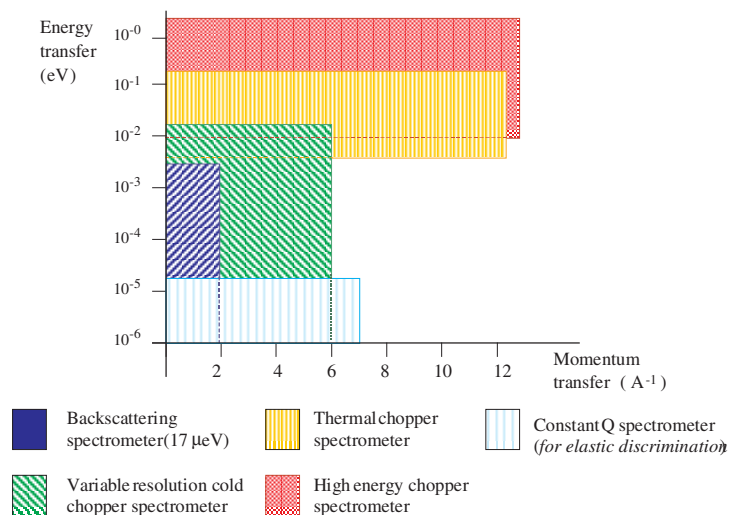 Energy
transfer
(eV)
10-0
10-1
10-2
10-3
10-4
10-5
10-6
2 4 6 8 10 12
Momentum
transfer ( A-1 )
Backscattering
spectrometer(17 µeV)
Thermal chopper
spectrometer
Constant Q spectrometer
(for elastic discrimination)
Variable resolution cold
chopper spectrometer
High energy chopper
spectrometer